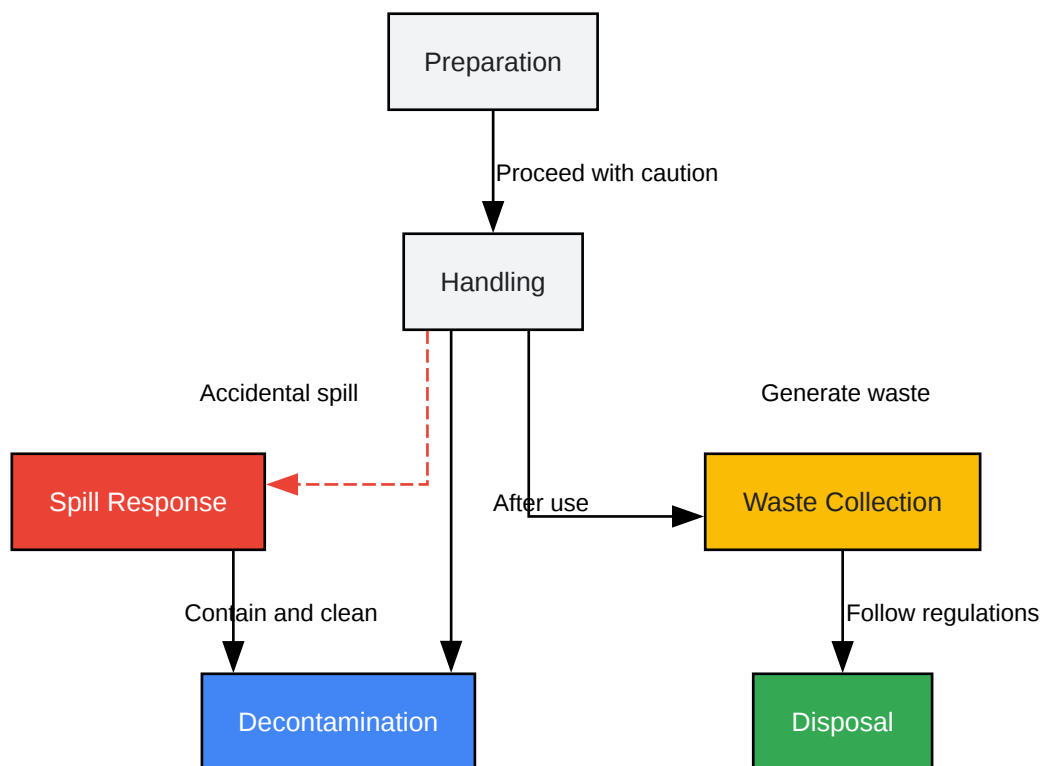 Preparation
Proceed with caution
Handling
Accidental spill
Generate waste
Spill Response
After use
Waste Collection
Contain and clean
Follow regulations
Decontamination
Disposal